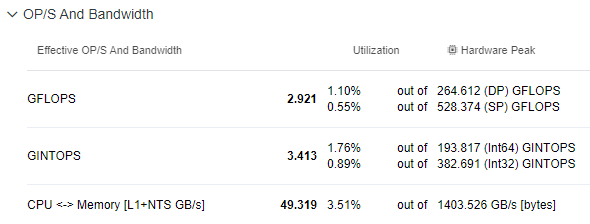 OP/S And Bandwidth
Effective OP/S And Bandwidth Utilization Hardware Peak
GFLOPS 2.921 1.10% out of 264.612 (DP) GFLOPS
0.55% out of 528.374 (SP) GFLOPS
GINTOPS 3.413 1.76% out of 193.817 (Int64) GINTOPS
0.89% out of 382.691 (Int32) GINTOPS
CPU <-> Memory [L1+NTS GB/s] 49.319 3.51% out of 1403.526 GB/s [bytes]